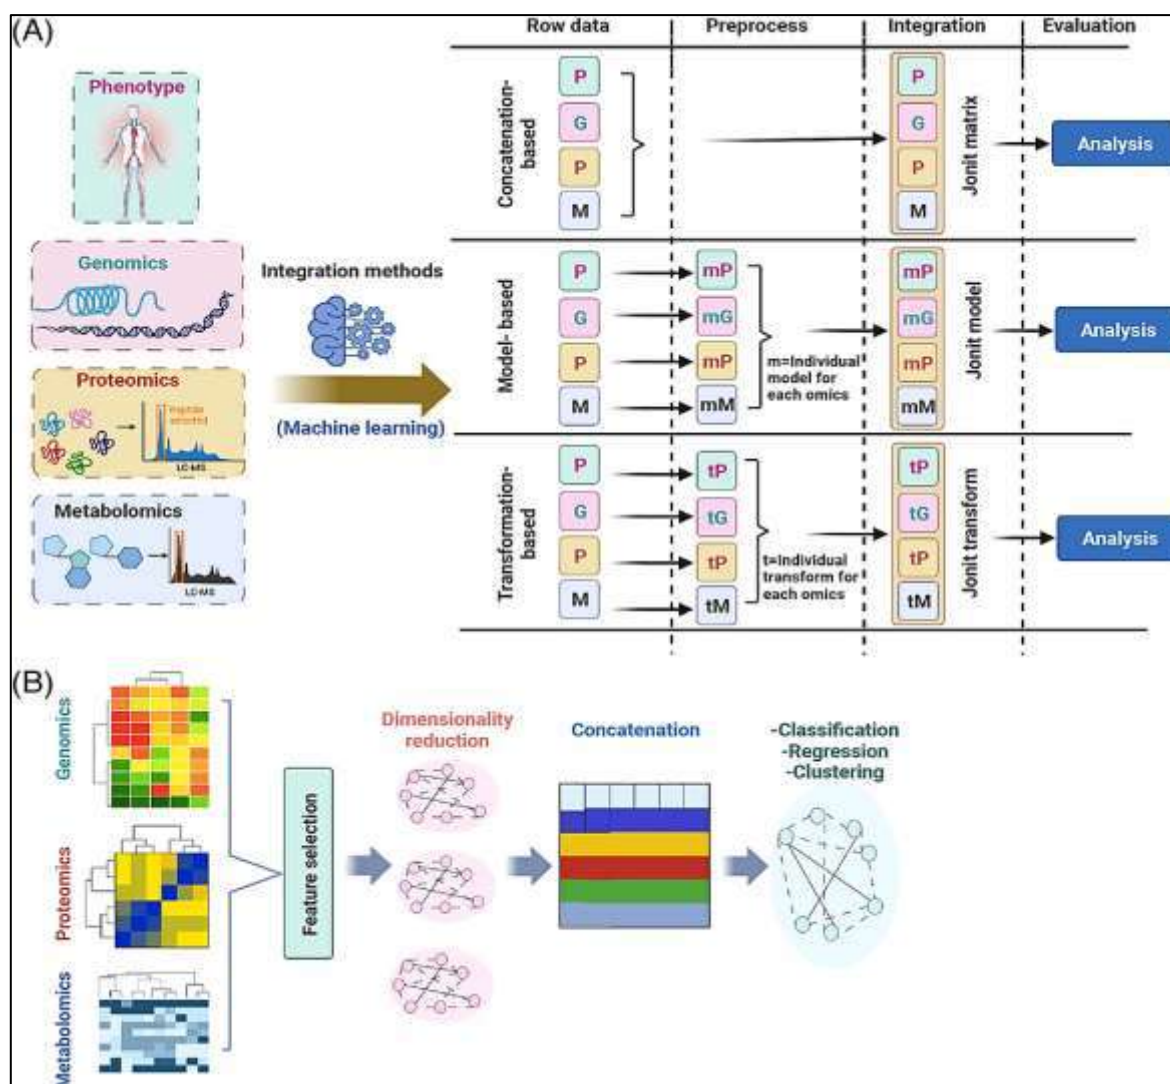 (A)
Row data
Preprocess
Integration
Evaluation
Phenotype
Genomics
Proteomics
Peptide
LC-MS
Metabolomics
LC-MS
Integration methods
(Machine learning)
Concatenation-
based
P
G
P
M
P
G
P
M
Jonit matrix
Analysis
Model- based
P
G
P
M
mP
mG
mP
mM
m=Individual
model for
each omics
mP
mG
mP
mM
Jonit model
Analysis
Transformation-
based
P
G
P
M
tP
tG
tP
tM
t=Individual
transform for
each omics
tP
tG
tP
tM
Jonit transform
Analysis
(B)
Genomics
Proteomics
Metabolomics
Feature selection
Dimensionality
reduction
Concatenation
-Classification
-Regression
-Clustering